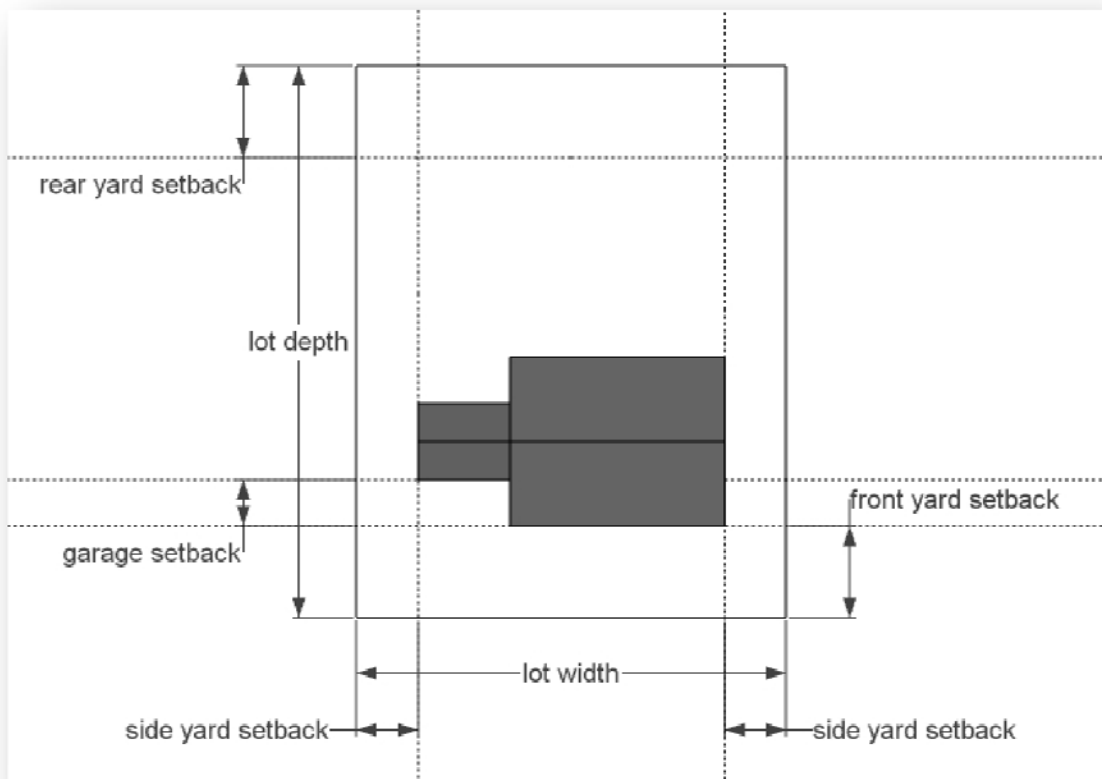 rear yard setback
lot depth
front yard setback
garage setback
lot width
side yard setback
side yard setback